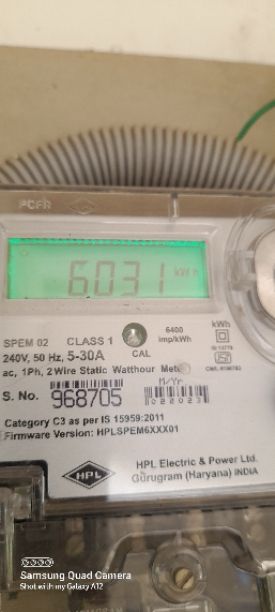 6031 kWh
SPEM 02 CLASS 1 6400 imp/kWh kWh
240V, 50 Hz, 5-30A CAL
ac, 1Ph, 2 Wire Static Watthour Meter
M/Yr
S. No. 968705
Category C3 as per IS 15959:2011
Firmware Version: HPLSPEM6XXX01
HPL
HPL Electric & Power Ltd.
Gurugram (Haryana) INDIA
Samsung Quad Camera
Shot with my Galaxy A12